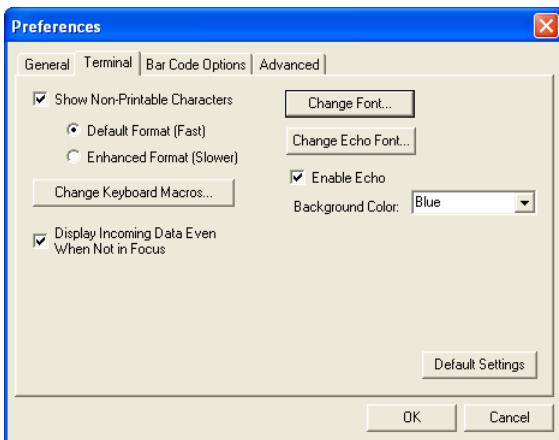 Preferences
General Terminal Bar Code Options Advanced
Show Non-Printable Characters
Default Format (Fast)
Enhanced Format (Slower)
Change Keyboard Macros...
Display Incoming Data Even
When Not in Focus
Change Font...
Change Echo Font...
Enable Echo
Background Color: Blue
Default Settings
OK Cancel